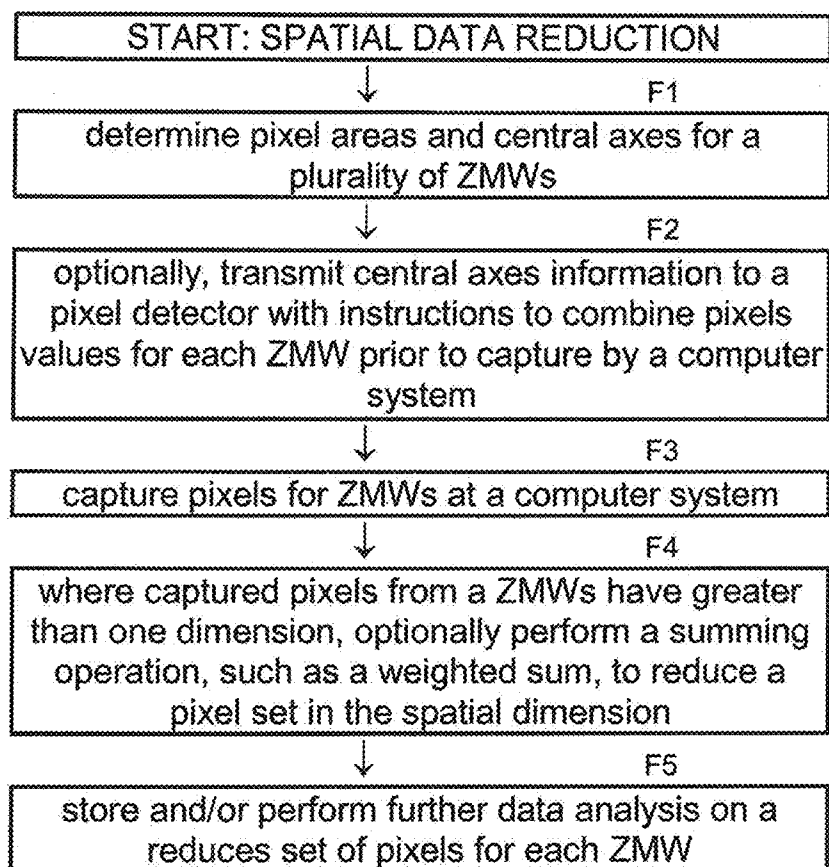 START: SPATIAL DATA REDUCTION
↓ F1
determine pixel areas and central axes for a
plurality of ZMWs
↓ F2
optionally, transmit central axes information to a
pixel detector with instructions to combine pixels
values for each ZMW prior to capture by a computer
system
↓ F3
capture pixels for ZMWs at a computer system
↓ F4
where captured pixels from a ZMWs have greater
than one dimension, optionally perform a summing
operation, such as a weighted sum, to reduce a
pixel set in the spatial dimension
↓ F5
store and/or perform further data analysis on a
reduces set of pixels for each ZMW